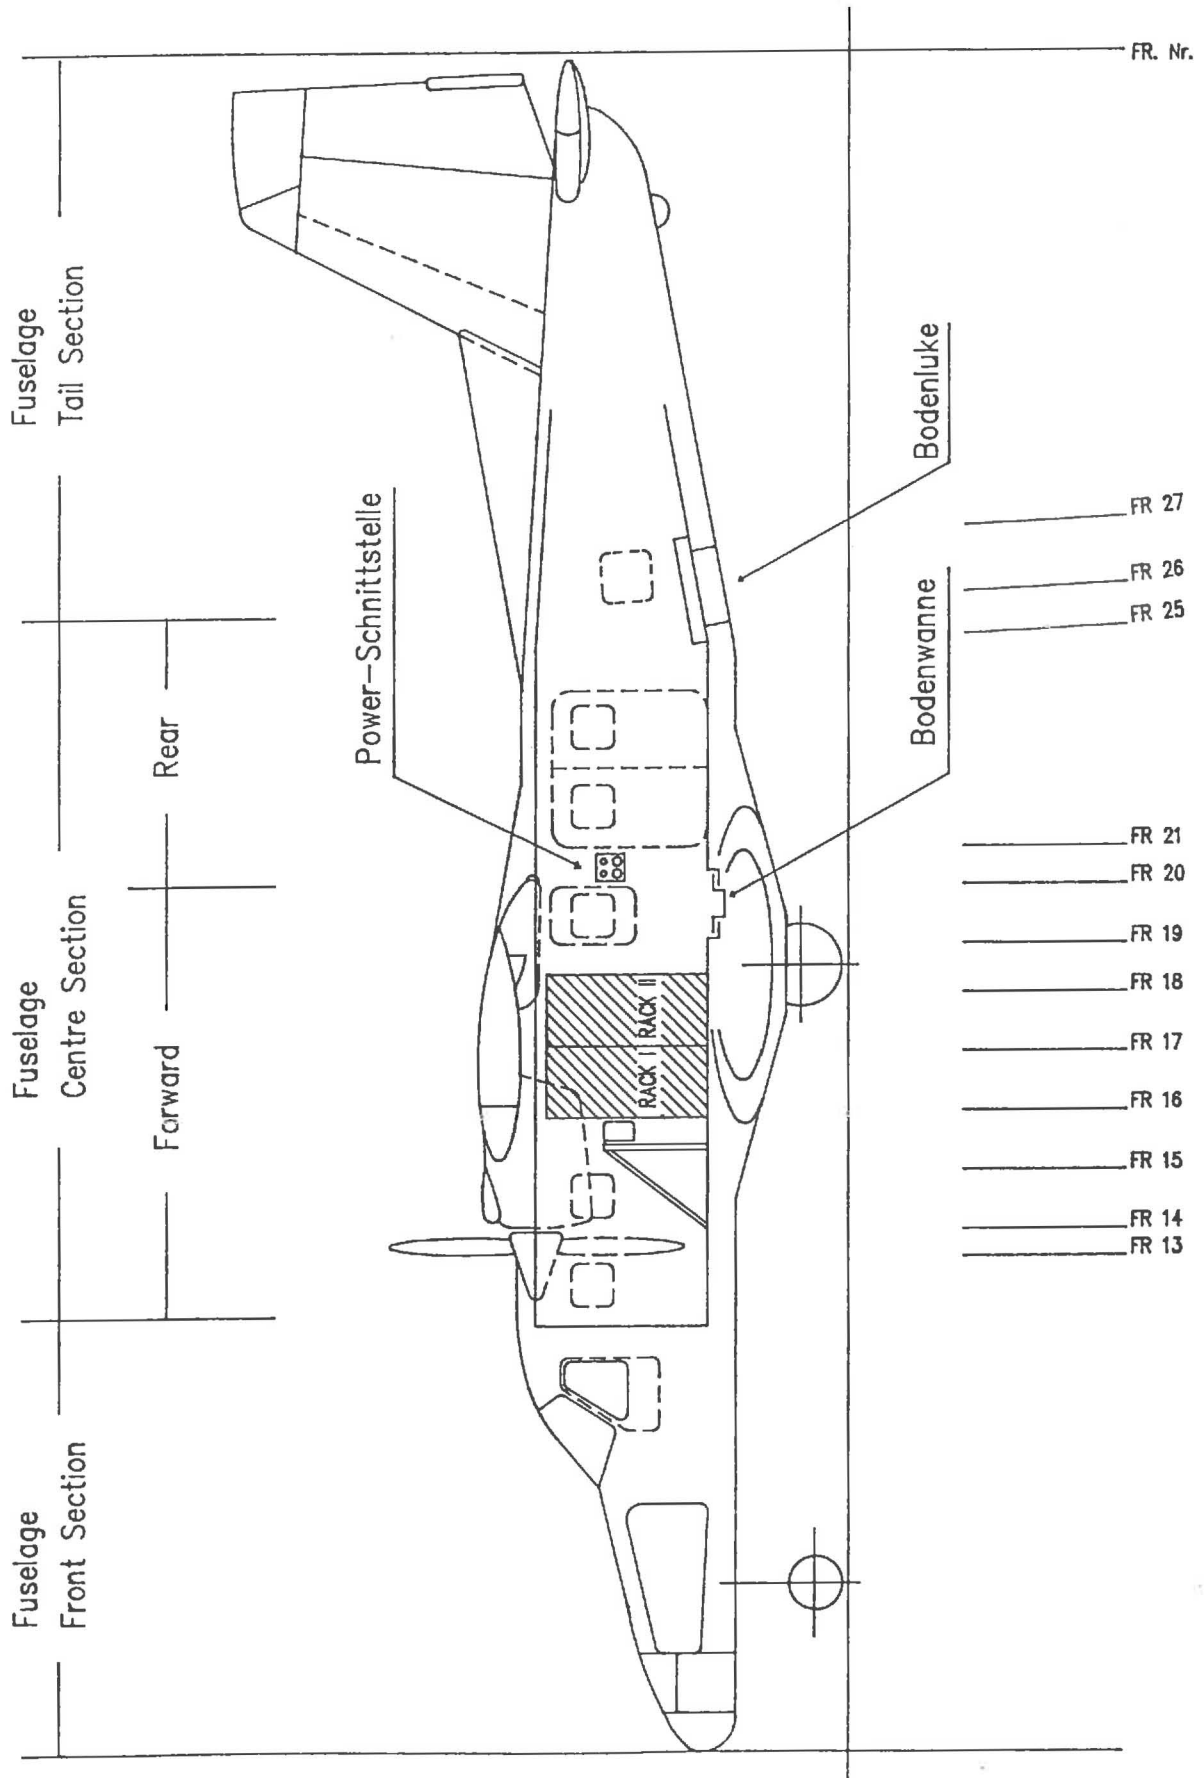 Fuselage
Front Section
Fuselage
Centre Section
Fuselage
Tail Section
Forward
Rear
Power-Schnittstelle
RACK I
RACK II
Bodenwanne
Bodenluke
FR 13
FR 14
FR 15
FR 16
FR 17
FR 18
FR 19
FR 20
FR 21
FR 25
FR 26
FR 27
FR. Nr.